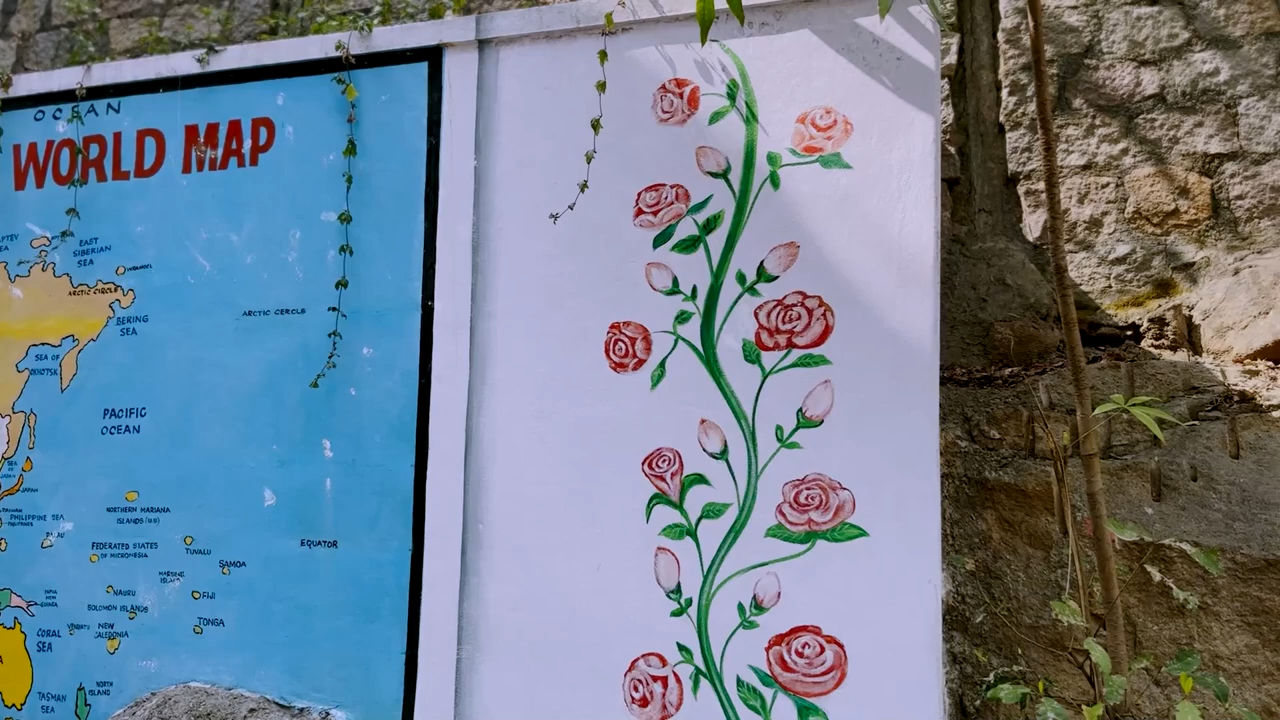 OCEAN
WORLD MAP
EAST
SIBERIAN
SEA
ARCTIC CIRCLE
ARCTIC CERCLE
BERING
SEA
SEA OF
OKHOTSK
PACIFIC
OCEAN
JAPAN
NORTHERN MARIANA
ISLANDS (US)
PHILIPPINE SEA
FEDERATED STATES
OF MICRONESIA
TUVALU
EQUATOR
SAMOA
NAURU
FIJI
SOLOMON ISLANDS
TONGA
NEW
CALEDONIA
CORAL
SEA
NORTH
ISLAND
TASMAN
SEA